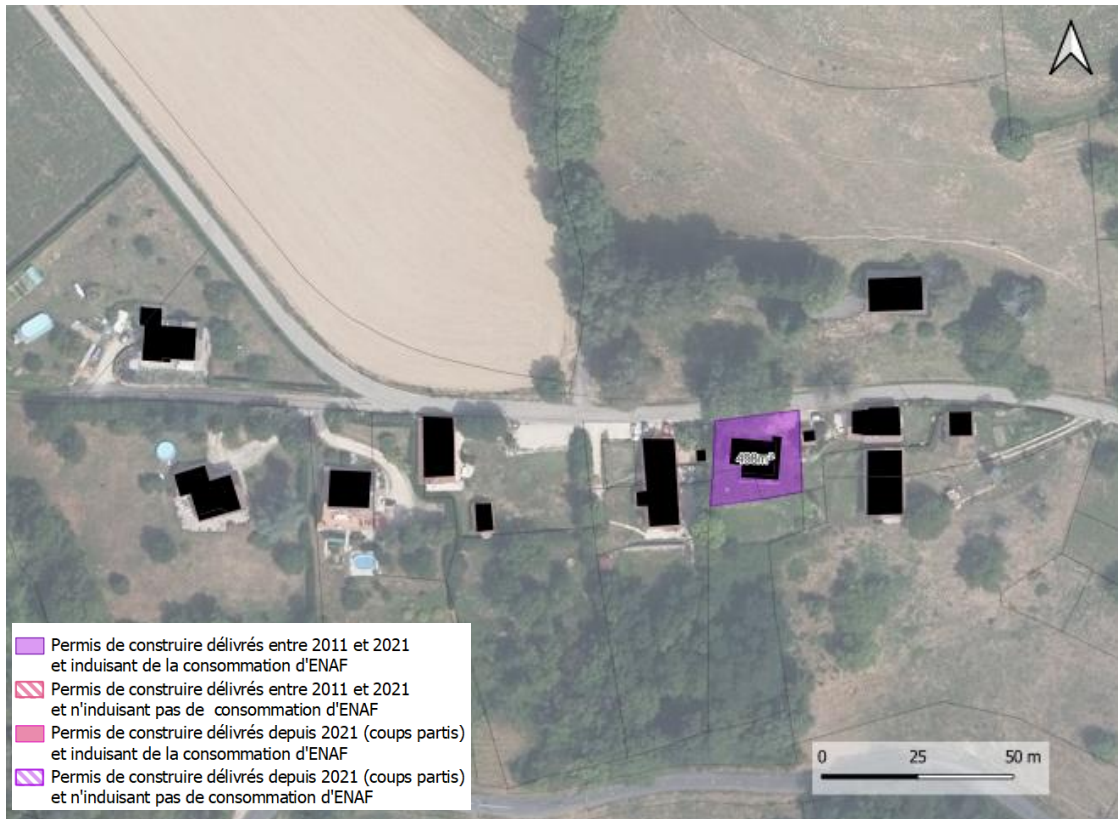 Permis de construire délivrés entre 2011 et 2021
et induisant de la consommation d'ENAF
Permis de construire délivrés entre 2011 et 2021
et n'induisant pas de  consommation d'ENAF
Permis de construire délivrés depuis 2021 (coups partis)
et induisant de la consommation d'ENAF
Permis de construire délivrés depuis 2021 (coups partis)
et n'induisant pas de consommation d'ENAF
0 25 50 m